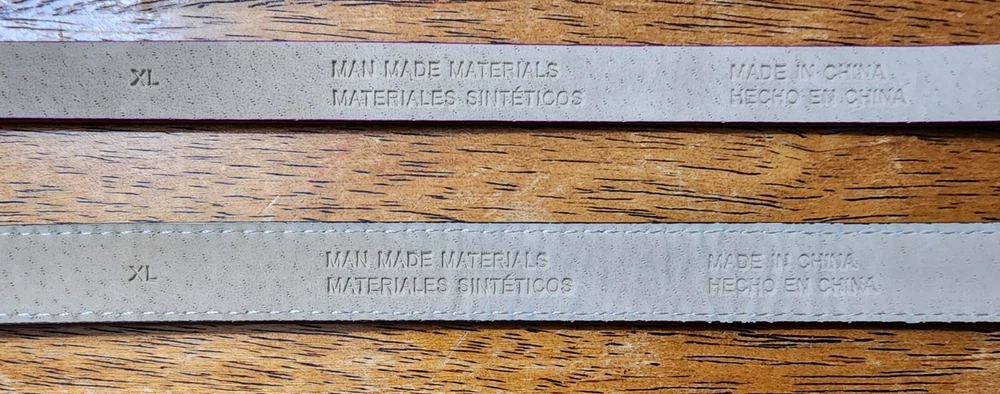 XL
MAN MADE MATERIALS
MATERIALES SINTÉTICOS
MADE IN CHINA
HECHO EN CHINA
XL
MAN MADE MATERIALS
MATERIALES SINTÉTICOS
MADE IN CHINA
HECHO EN CHINA